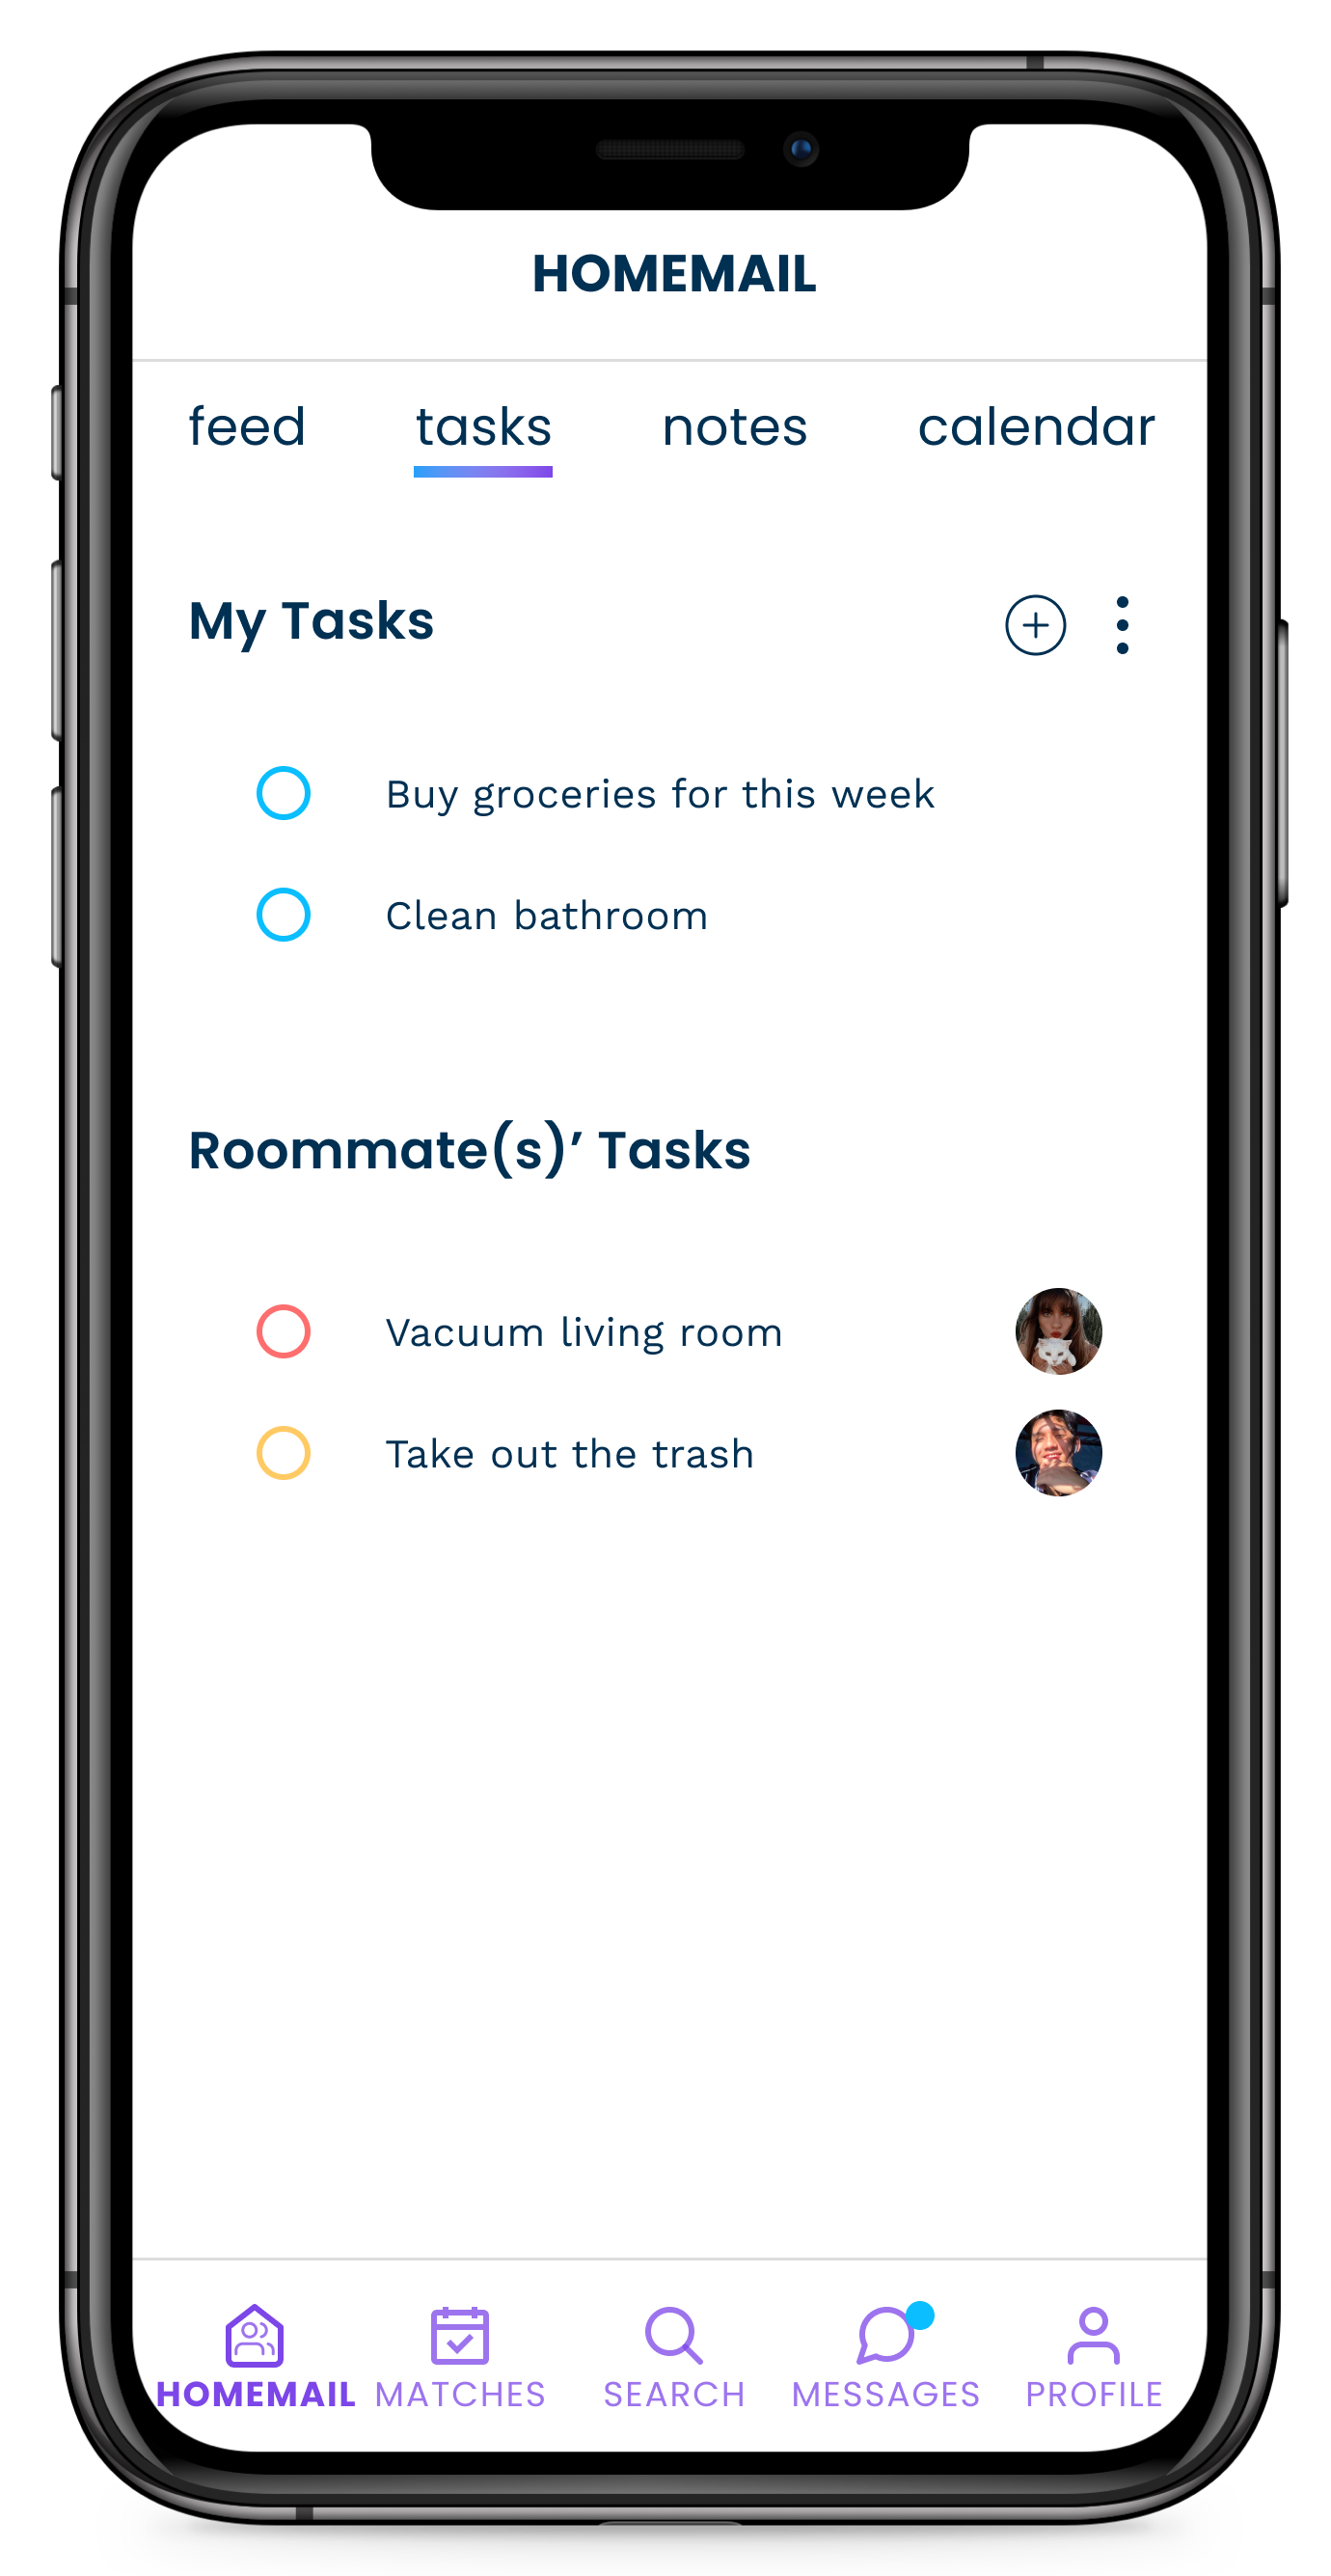 HOMEMAIL
feed tasks notes calendar
My Tasks
Buy groceries for this week
Clean bathroom
Roommate(s)’ Tasks
Vacuum living room
Take out the trash
HOMEMAIL MATCHES SEARCH MESSAGES PROFILE